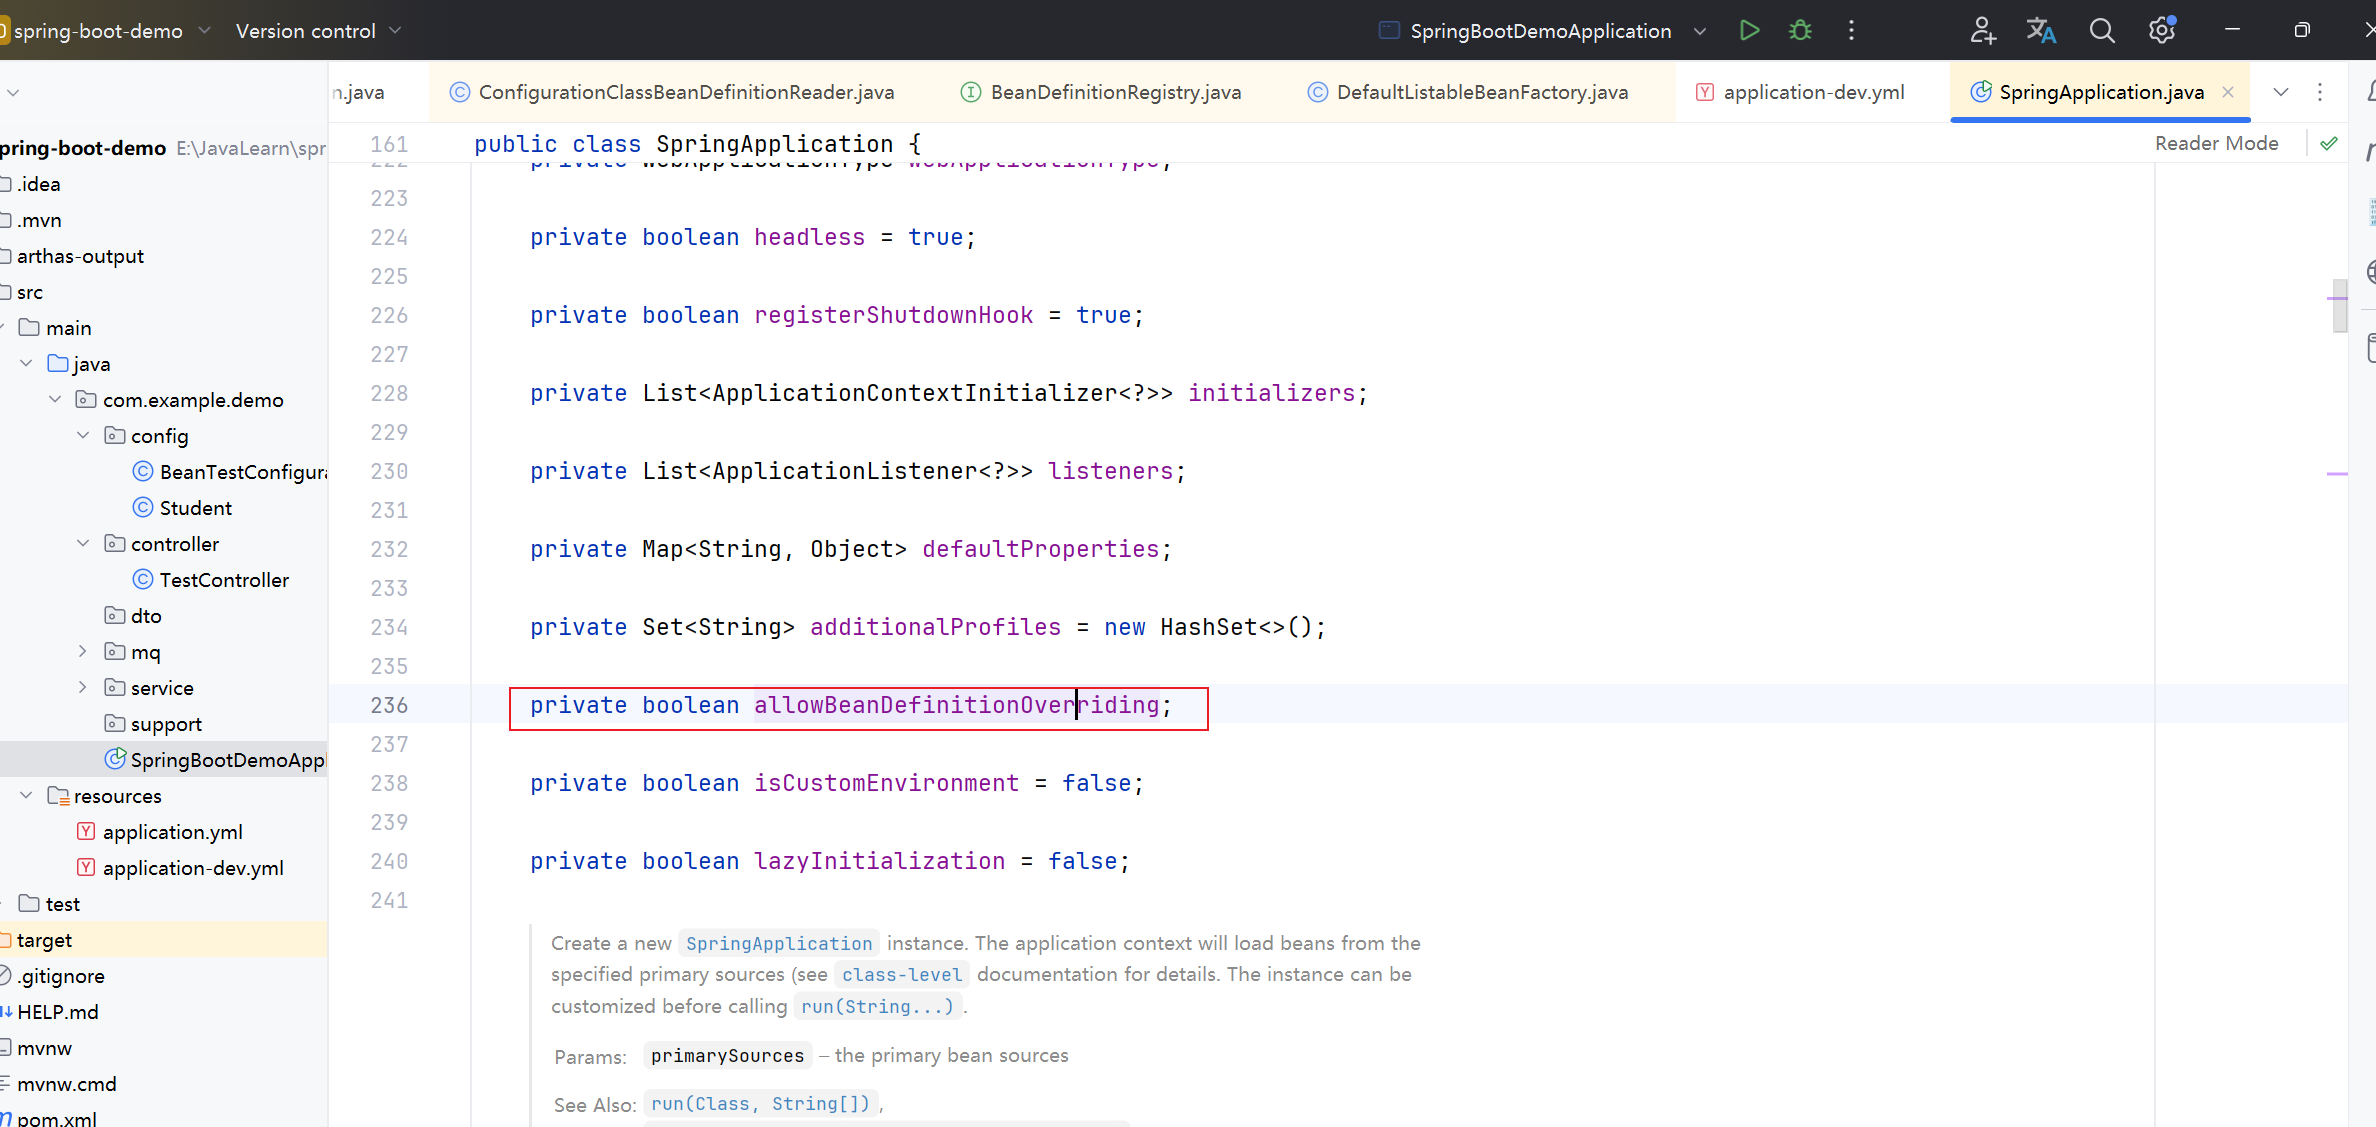 spring-boot-demo Version control SpringBootDemoApplication
n.java ConfigurationClassBeanDefinitionReader.java BeanDefinitionRegistry.java DefaultListableBeanFactory.java application-dev.yml SpringApplication.java
pring-boot-demo E:\JavaLearn\spr
.idea
.mvn
arthas-output
src
main
java
com.example.demo
config
BeanTestConfigura
Student
controller
TestController
dto
mq
service
support
SpringBootDemoAppl
resources
application.yml
application-dev.yml
test
target
.gitignore
HELP.md
mvnw
mvnw.cmd
pom.xml
161 public class SpringApplication {
Reader Mode
222 private WebApplicationType webApplicationType;
223
224 private boolean headless = true;
225
226 private boolean registerShutdownHook = true;
227
228 private List<ApplicationContextInitializer<?>> initializers;
229
230 private List<ApplicationListener<?>> listeners;
231
232 private Map<String, Object> defaultProperties;
233
234 private Set<String> additionalProfiles = new HashSet<>();
235
236 private boolean allowBeanDefinitionOverriding;
237
238 private boolean isCustomEnvironment = false;
239
240 private boolean lazyInitialization = false;
241
Create a new SpringApplication instance. The application context will load beans from the
specified primary sources (see class-level documentation for details. The instance can be
customized before calling run(String...).
Params: primarySources – the primary bean sources
See Also: run(Class, String[]),